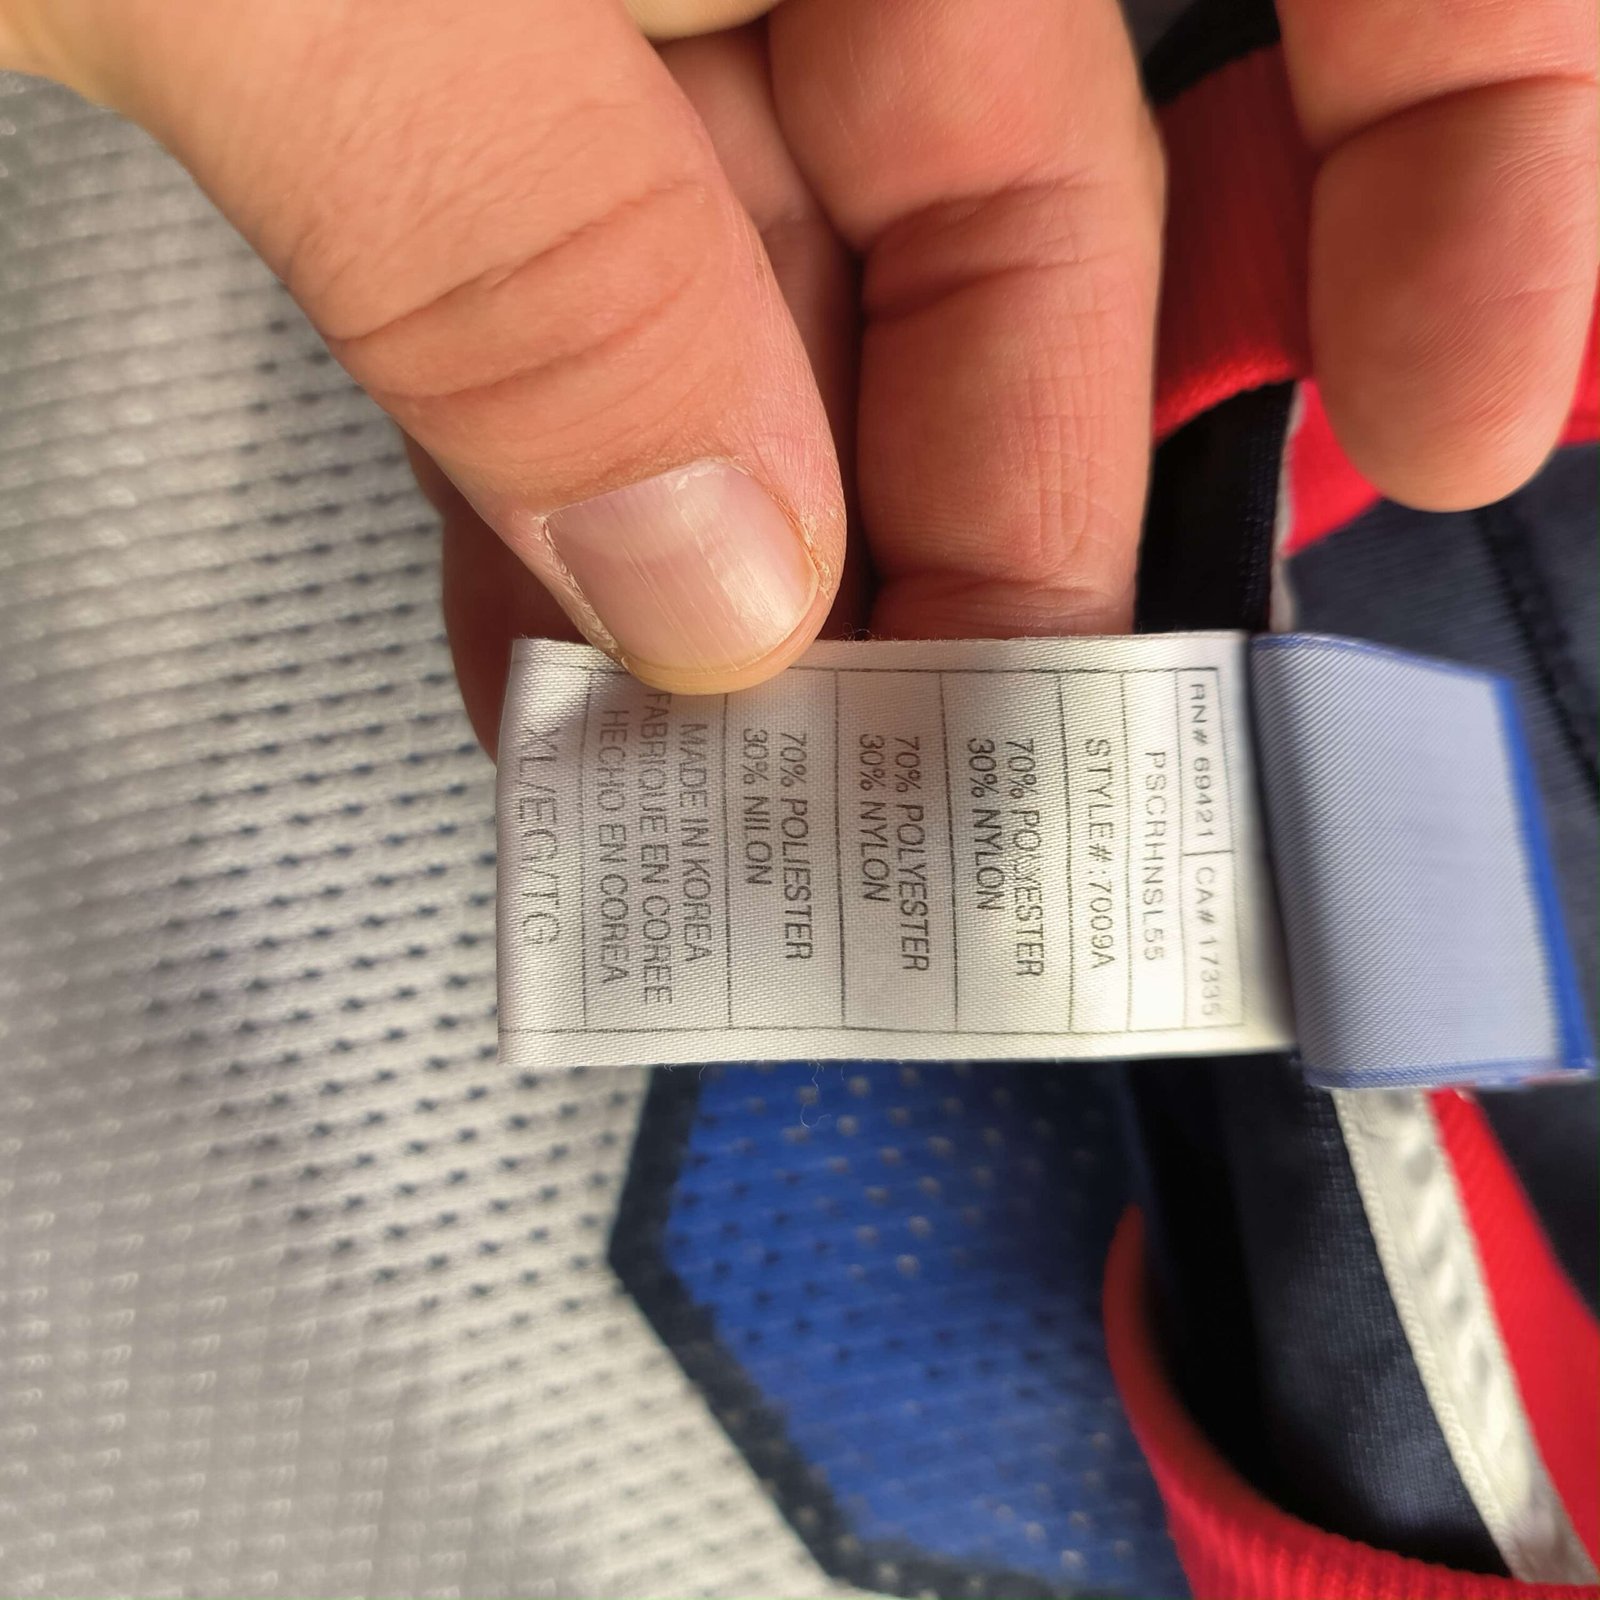 RN# 69421 CA# 17335
PSCRHNSL55
STYLE#:7009A
70% POLYESTER
30% NYLON
70% POLYESTER
30% NYLON
70% POLIESTER
30% NILON
MADE IN KOREA
FABRIQUE EN COREE
HECHO EN COREA
XL/EG/TG